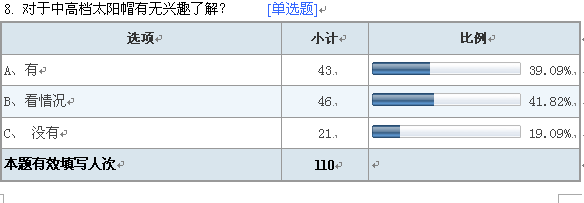 8. 对于中高档太阳帽有无兴趣了解？ [单选题]
选项 小计 比例
A、有 43 39.09%
B、看情况 46 41.82%
C、 没有 21 19.09%
本题有效填写人次 110